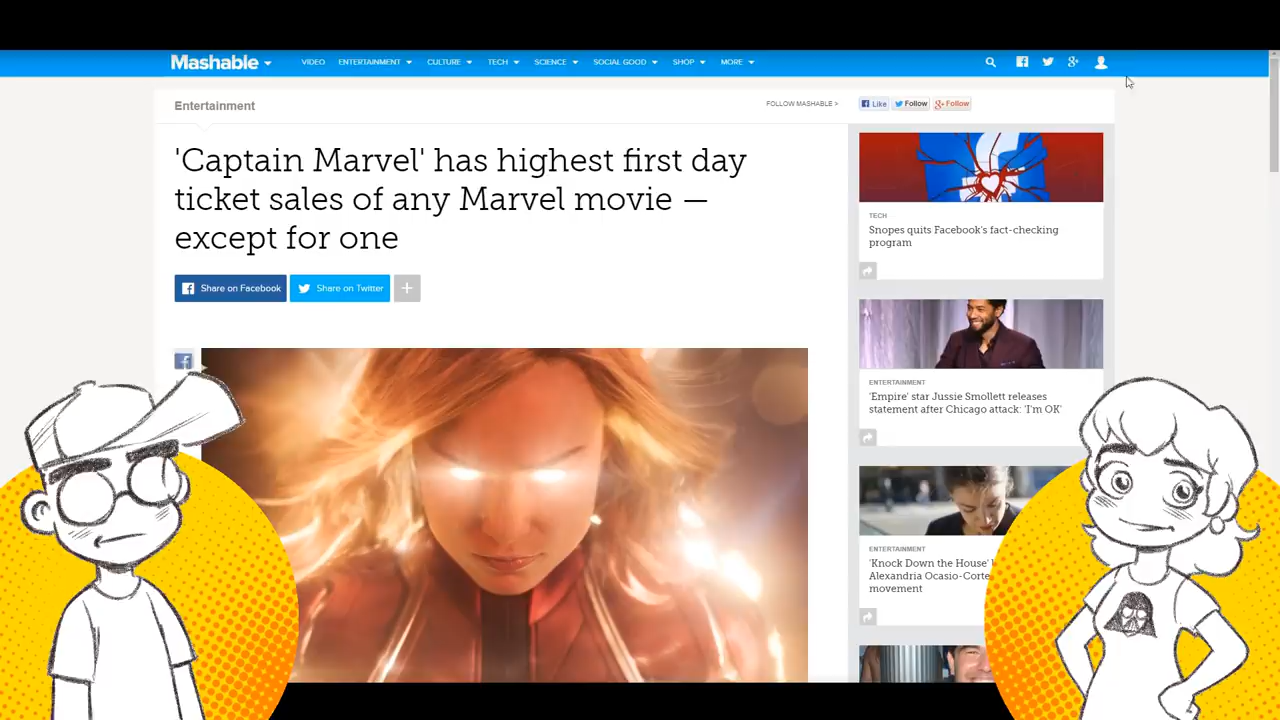 Mashable
VIDEO ENTERTAINMENT CULTURE TECH SCIENCE SOCIAL GOOD SHOP MORE
Entertainment
FOLLOW MASHABLE >
Like Follow Follow
'Captain Marvel' has highest first day
ticket sales of any Marvel movie —
except for one
Share on Facebook Share on Twitter +
TECH
Snopes quits Facebook's fact-checking
program
ENTERTAINMENT
'Empire' star Jussie Smollett releases
statement after Chicago attack: 'I'm OK'
ENTERTAINMENT
'Knock Down the House'
Alexandria Ocasio-Corte
movement